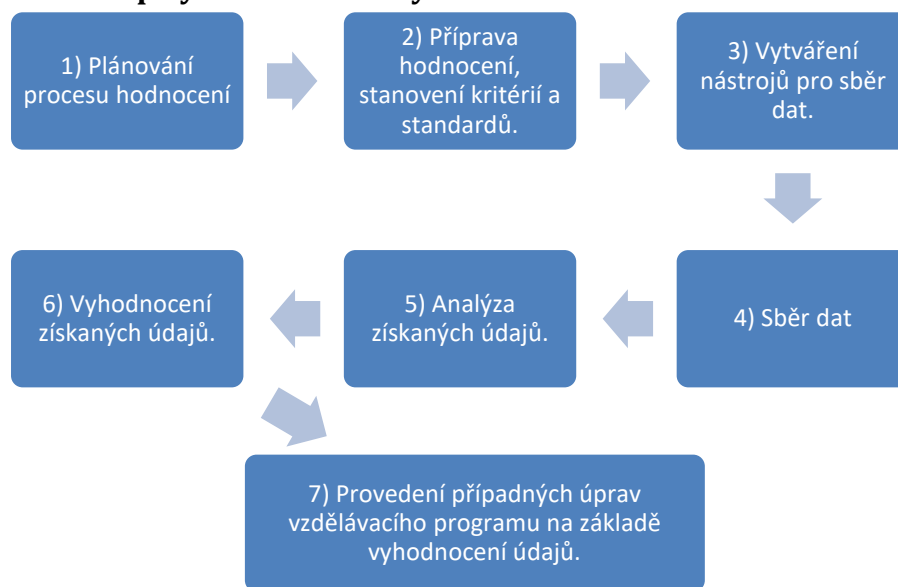 1) Plánování
procesu hodnocení
2) Příprava
hodnocení,
stanovení kritérií a
standardů.
3) Vytváření
nástrojů pro sběr
dat.
6) Vyhodnocení
získaných údajů.
5) Analýza
získaných údajů.
4) Sběr dat
7) Provedení případných úprav
vzdělávacího programu na základě
vyhodnocení údajů.